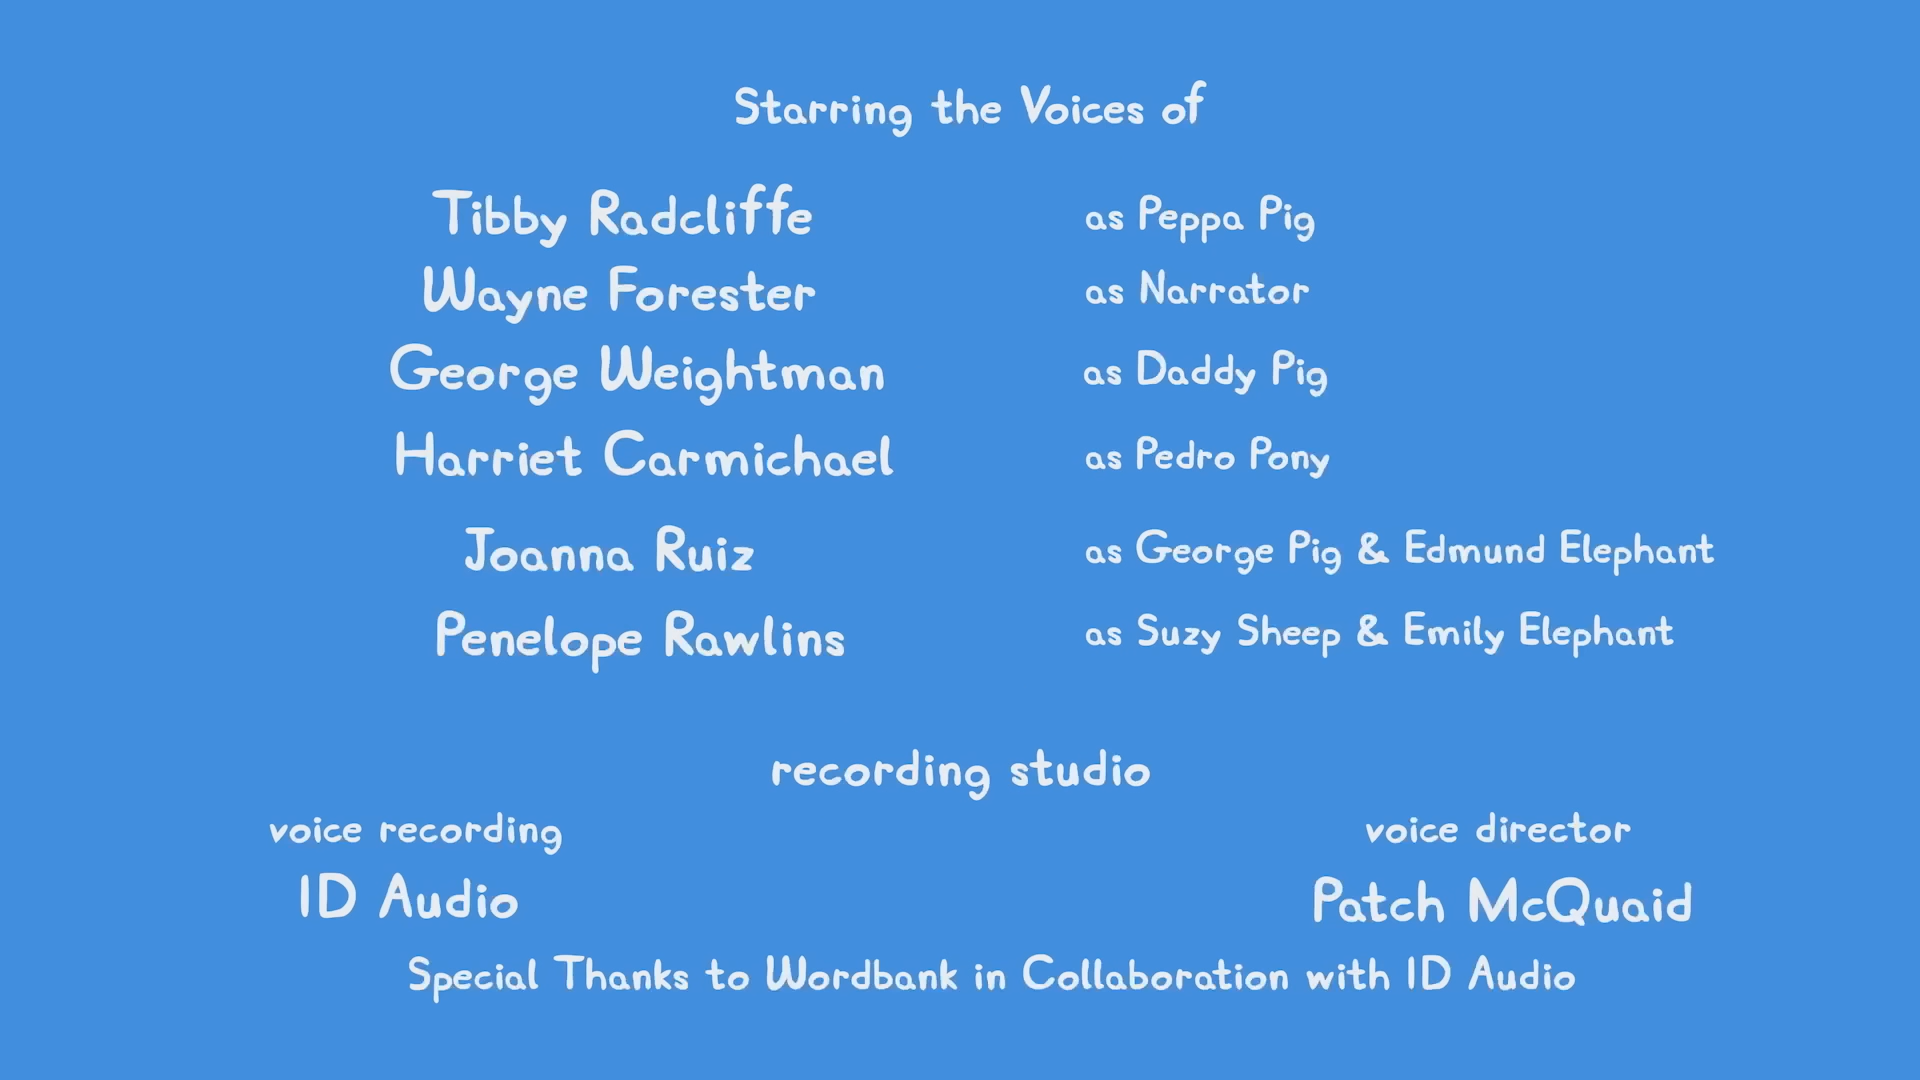 Starring the Voices of
Tibby Radcliffe as Peppa Pig
Wayne Forester as Narrator
George Weightman as Daddy Pig
Harriet Carmichael as Pedro Pony
Joanna Ruiz as George Pig & Edmund Elephant
Penelope Rawlins as Suzy Sheep & Emily Elephant
recording studio
voice recording voice director
ID Audio Patch McQuaid
Special Thanks to Wordbank in Collaboration with ID Audio